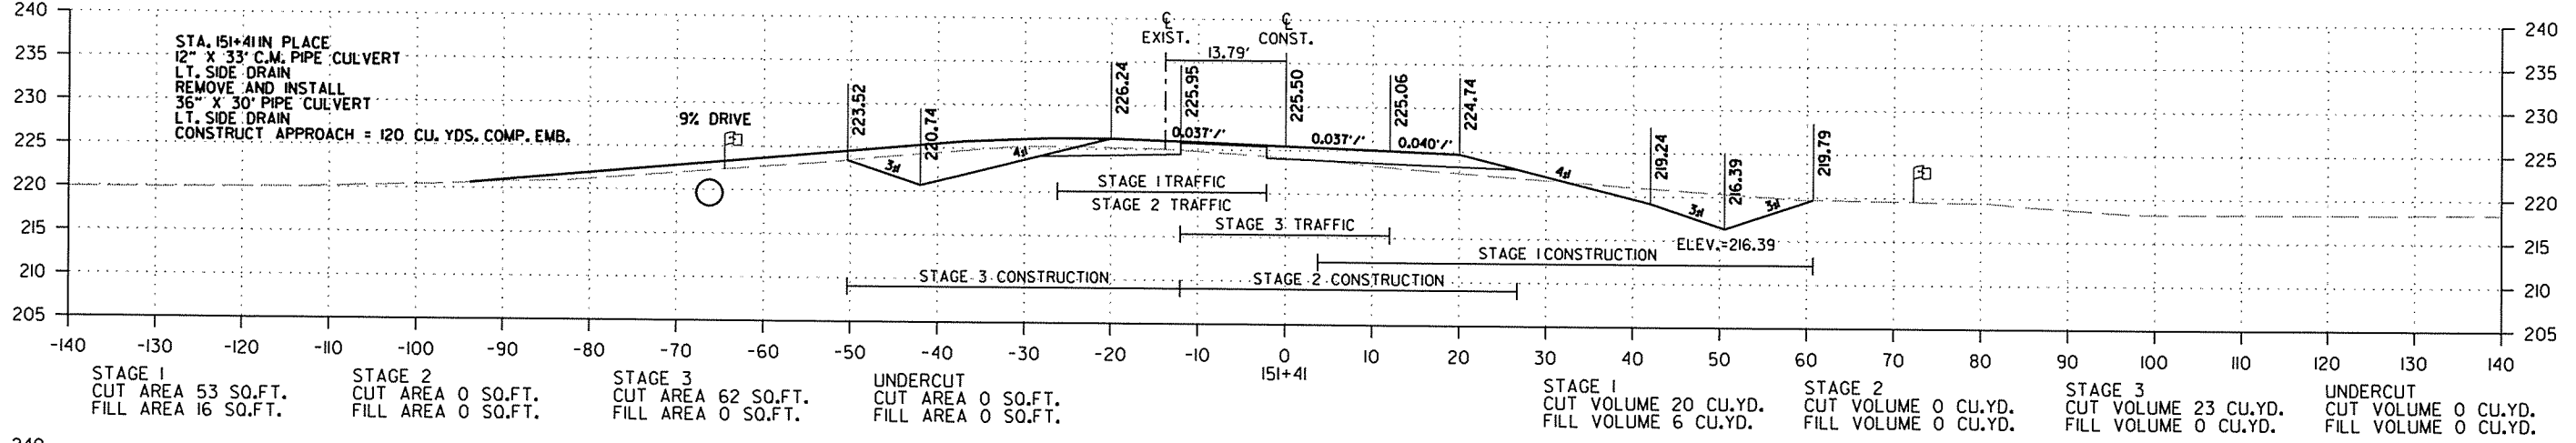 240
235
230
225
220
215
210
205
STA. 151+41 IN PLACE
12" X 33' C.M. PIPE CULVERT
LT. SIDE DRAIN
REMOVE AND INSTALL
36" X 30' PIPE CULVERT
LT. SIDE DRAIN
CONSTRUCT APPROACH = 120 CU. YDS. COMP. EMB.
9% DRIVE
℄ EXIST.
℄ CONST.
13.79'
223.52
220.74
226.24
225.95
225.50
225.06
224.74
219.24
216.39
219.79
0.037'/'
0.037'/'
0.040'/'
3:1
4:1
4:1
3:1
3:1
STAGE 1 TRAFFIC
STAGE 2 TRAFFIC
STAGE 3 TRAFFIC
ELEV.=216.39
STAGE 1 CONSTRUCTION
STAGE 3 CONSTRUCTION
STAGE 2 CONSTRUCTION
240
235
230
225
220
215
210
205
-140 -130 -120 -110 -100 -90 -80 -70 -60 -50 -40 -30 -20 -10 0 10 20 30 40 50 60 70 80 90 100 110 120 130 140
151+41
STAGE 1
CUT AREA 53 SQ.FT.
FILL AREA 16 SQ.FT.
STAGE 2
CUT AREA 0 SQ.FT.
FILL AREA 0 SQ.FT.
STAGE 3
CUT AREA 62 SQ.FT.
FILL AREA 0 SQ.FT.
UNDERCUT
CUT AREA 0 SQ.FT.
FILL AREA 0 SQ.FT.
STAGE 1
CUT VOLUME 20 CU.YD.
FILL VOLUME 6 CU.YD.
STAGE 2
CUT VOLUME 0 CU.YD.
FILL VOLUME 0 CU.YD.
STAGE 3
CUT VOLUME 23 CU.YD.
FILL VOLUME 0 CU.YD.
UNDERCUT
CUT VOLUME 0 CU.YD.
FILL VOLUME 0 CU.YD.
240